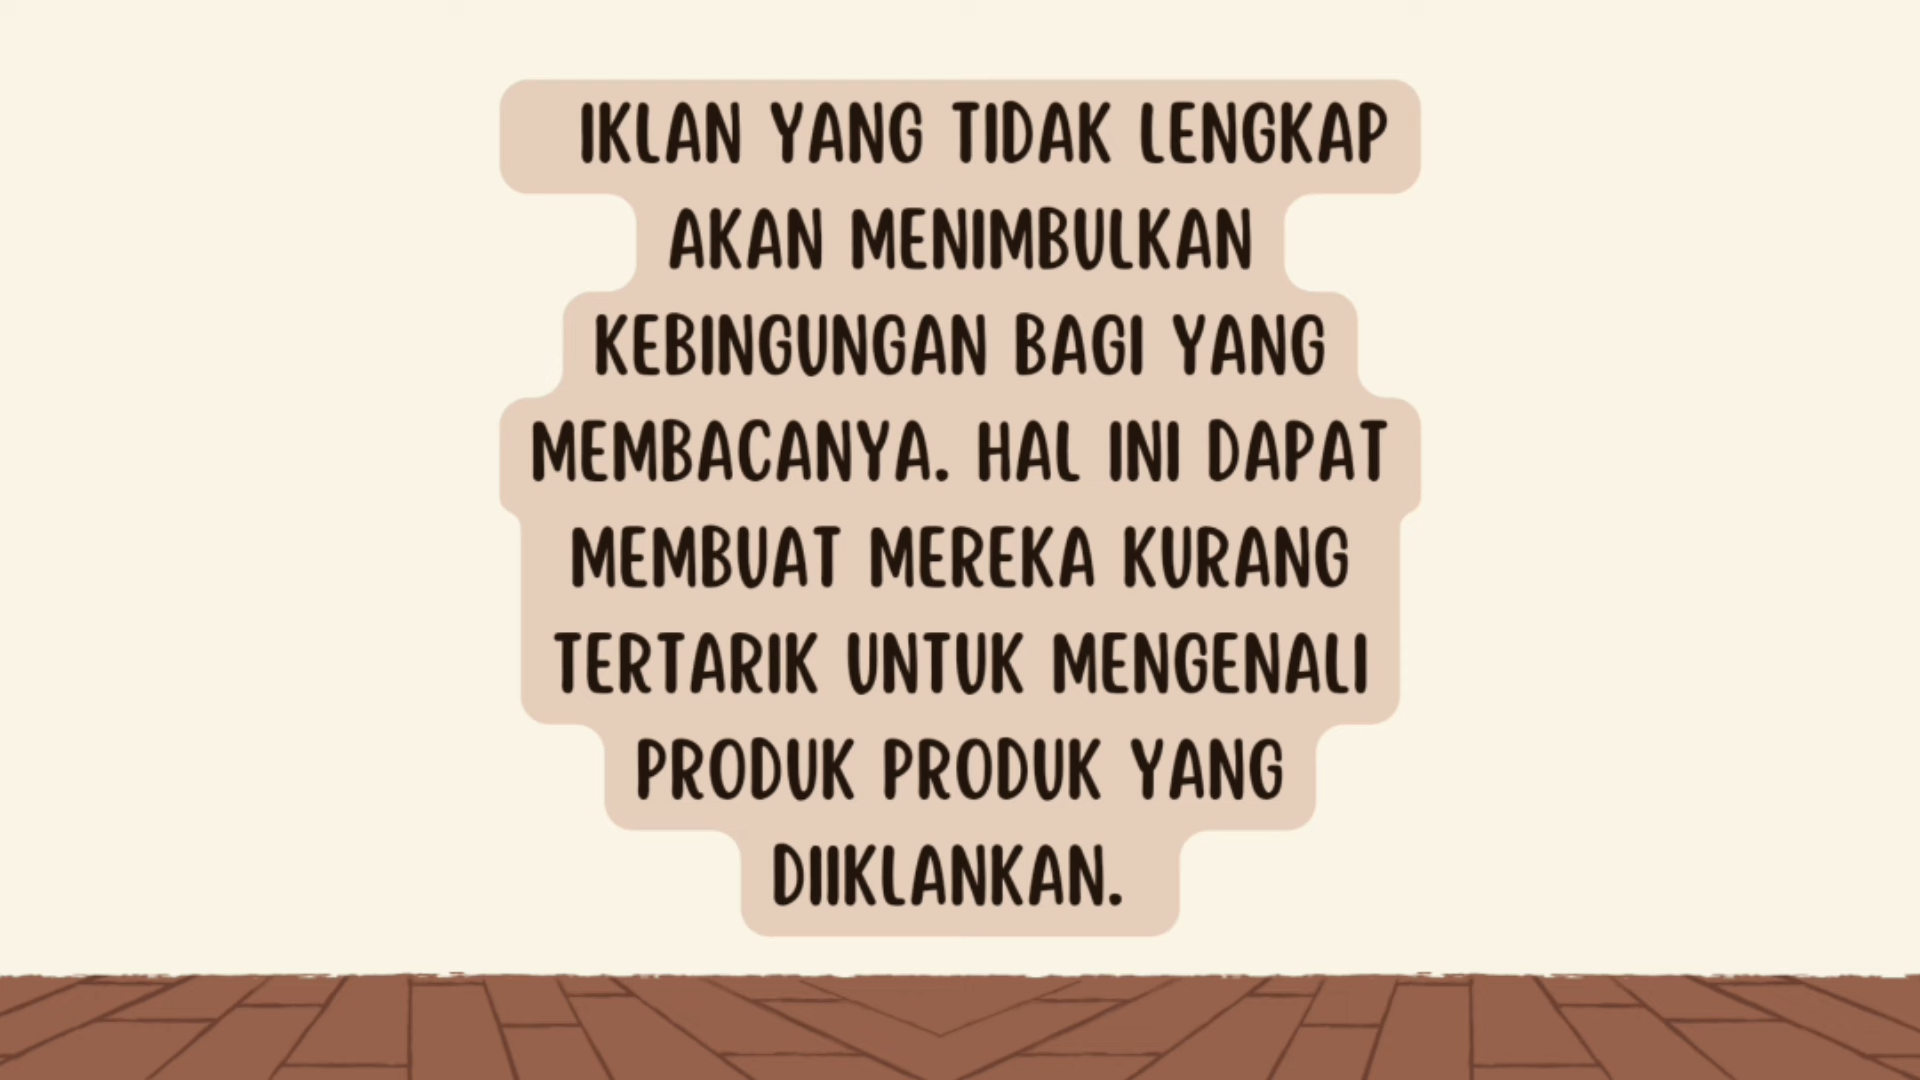 IKLAN YANG TIDAK LENGKAP
AKAN MENIMBULKAN
KEBINGUNGAN BAGI YANG
MEMBACANYA. HAL INI DAPAT
MEMBUAT MEREKA KURANG
TERTARIK UNTUK MENGENALI
PRODUK PRODUK YANG
DIIKLANKAN.